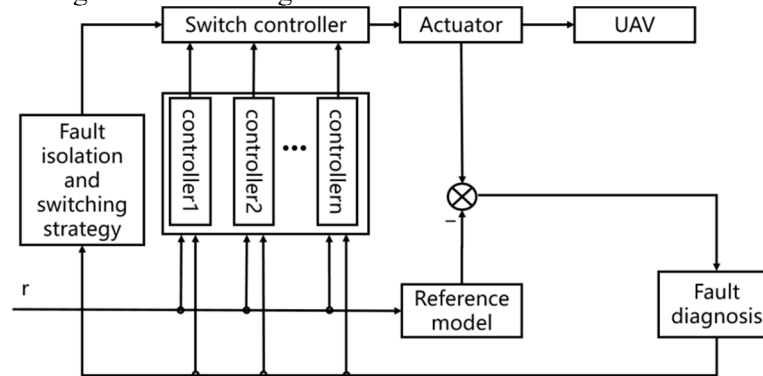 Switch controller
Actuator
UAV
Fault
isolation
and
switching
strategy
controller1
controller2
...
controllern
r
Reference
model
Fault
diagnosis